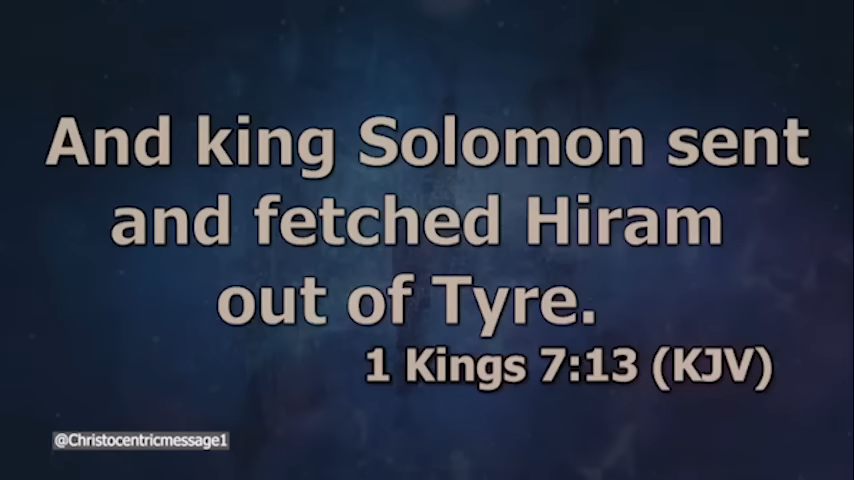 And king Solomon sent
and fetched Hiram
out of Tyre.
1 Kings 7:13 (KJV)
@Christocentricmessage1